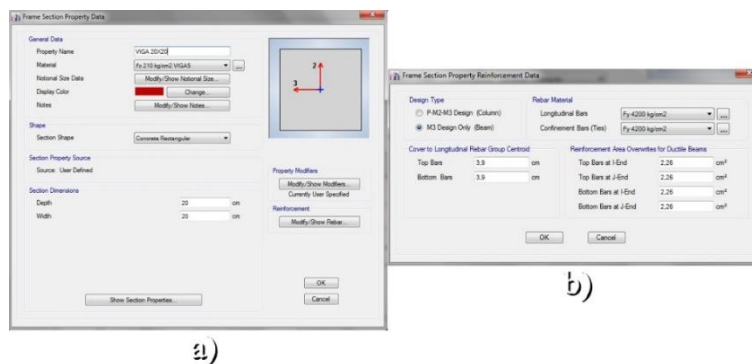 Frame Section Property Data
General Data
Property Name VIGA 20X20
Material Fy 210 kg/cm2 VIGAS ...
Notional Size Data Modify/Show Notional Size...
Display Color Change...
Notes Modify/Show Notes...
Shape
Section Shape Concrete Rectangular
Section Property Source
Source: User Defined
Section Dimensions
Depth 20 cm
Width 20 cm
Show Section Properties...
2
3
Property Modifiers
Modify/Show Modifiers...
Currently User Specified
Reinforcement
Modify/Show Rebar...
OK
Cancel
a)
Frame Section Property Reinforcement Data
Design Type
P-M2-M3 Design (Column)
M3 Design Only (Beam)
Rebar Material
Longitudinal Bars Fy 4200 kg/cm2 ...
Confinement Bars (Ties) Fy 4200 kg/cm2 ...
Cover to Longitudinal Rebar Group Centroid
Top Bars 3,9 cm
Bottom Bars 3,9 cm
Reinforcement Area Overwrites for Ductile Beams
Top Bars at I-End 2,26 cm²
Top Bars at J-End 2,26 cm²
Bottom Bars at I-End 2,26 cm²
Bottom Bars at J-End 2,26 cm²
OK Cancel
b)